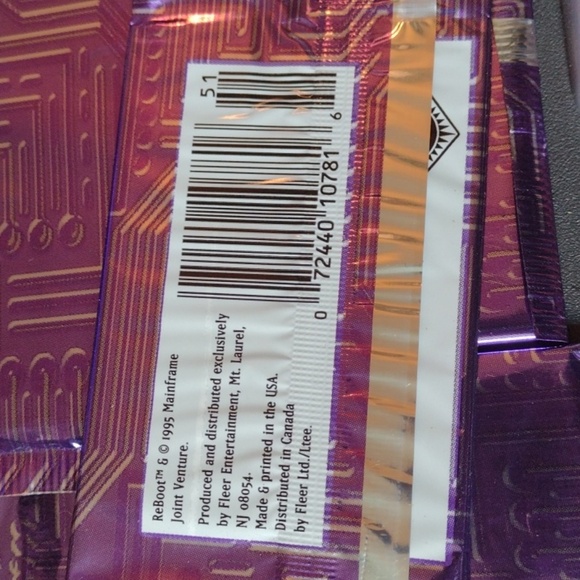 51
0 72440 10781 6
ReBoot™ & © 1995 Mainframe
Joint Venture.
Produced and distributed exclusively
by Fleer Entertainment, Mt. Laurel,
NJ 08054.
Made & printed in the USA.
Distributed in Canada
by Fleer Ltd./Ltee.